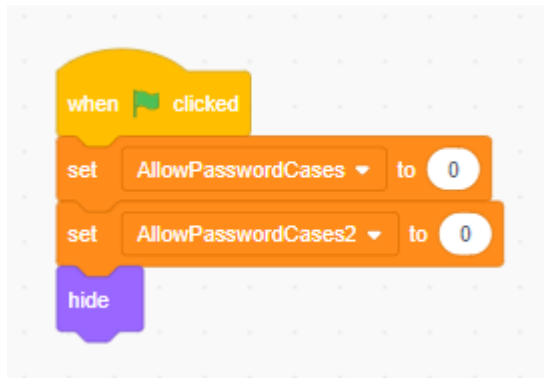 when clicked
set AllowPasswordCases to 0
set AllowPasswordCases2 to 0
hide